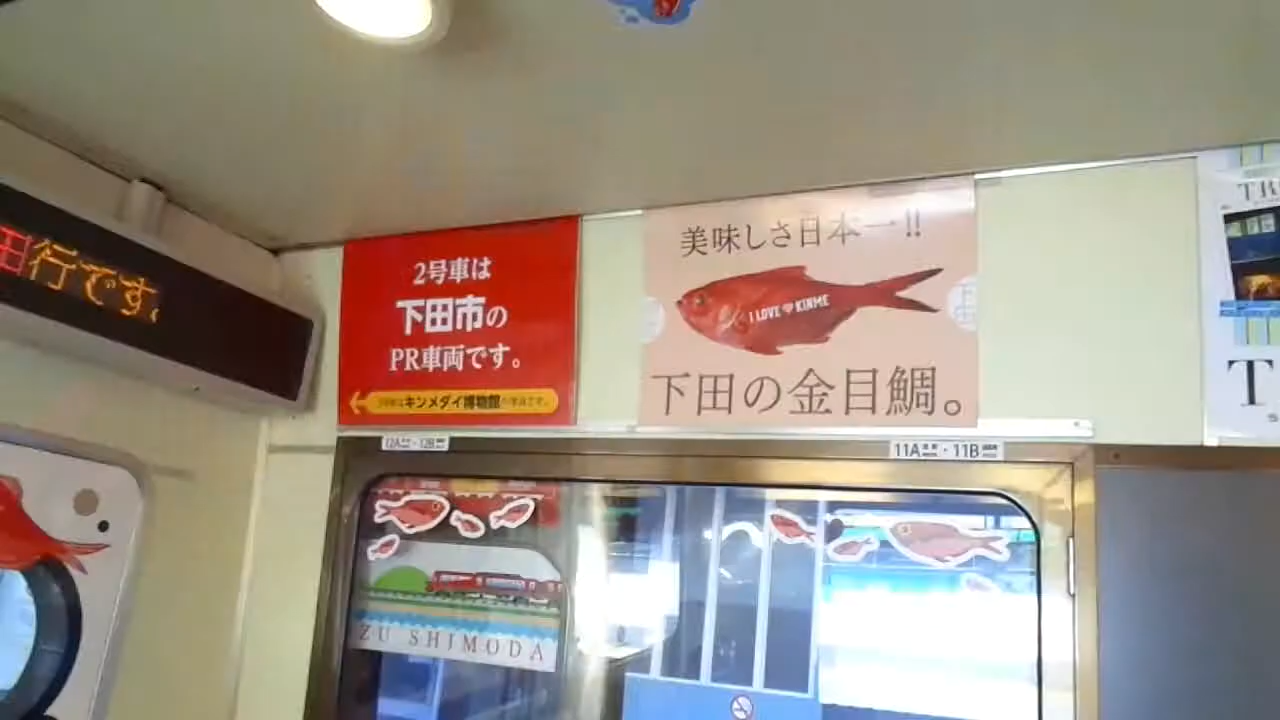 田行です。
2号車は
下田市の
PR車両です。
キンメダイ博物館
美味しさ日本一!!
I LOVE KINME
下田の金目鯛。
12A
12B
11A
・11B
ZU SHIMODA
TR
T